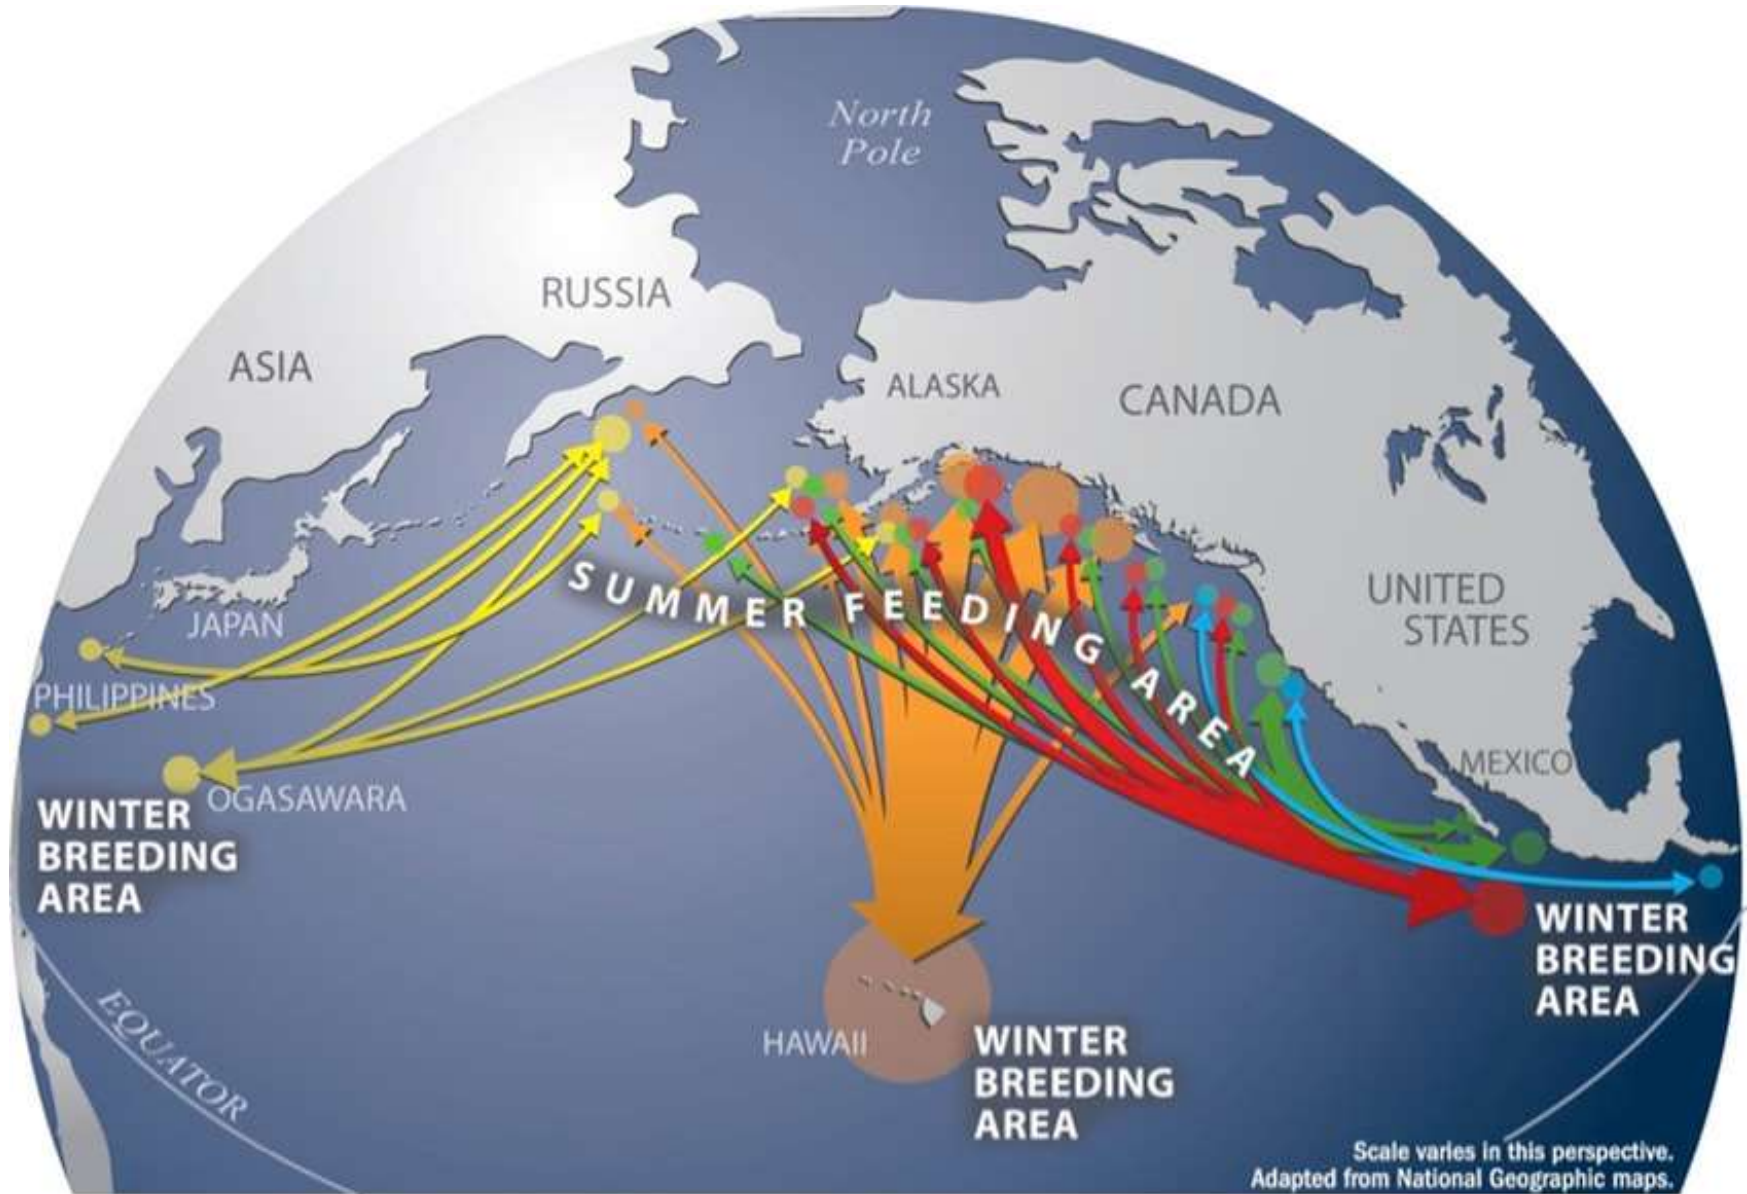 North
Pole
RUSSIA
ASIA
ALASKA
CANADA
SUMMER FEEDING AREA
UNITED
STATES
JAPAN
PHILIPPINES
MEXICO
OGASAWARA
WINTER
BREEDING
AREA
WINTER
BREEDING
AREA
EQUATOR
HAWAII
WINTER
BREEDING
AREA
Scale varies in this perspective.
Adapted from National Geographic maps.